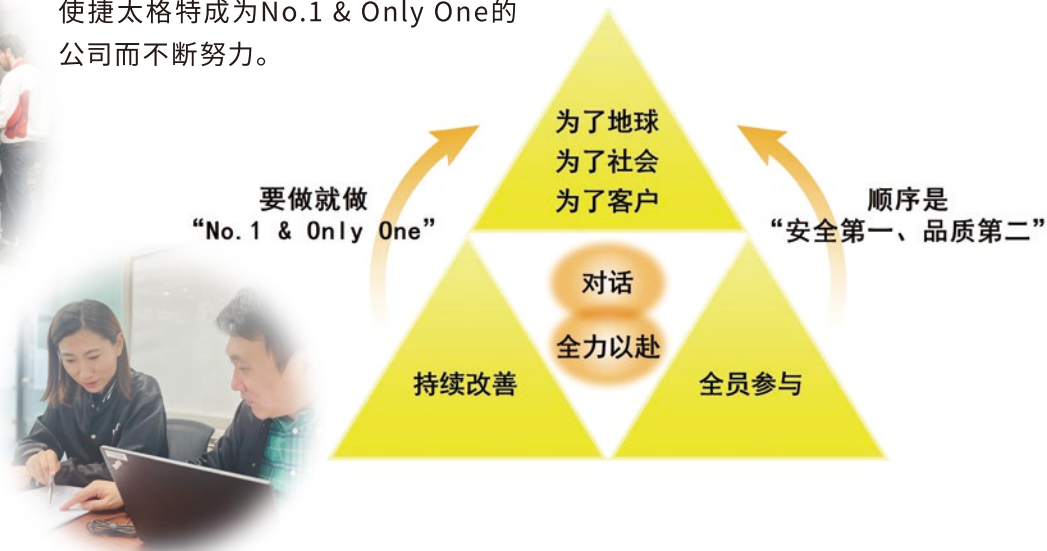 使捷太格特成为No.1 & Only One的
公司而不断努力。
为了地球
为了社会
为了客户
要做就做
“No.1 & Only One”
顺序是
“安全第一、品质第二”
对话
全力以赴
持续改善
全员参与